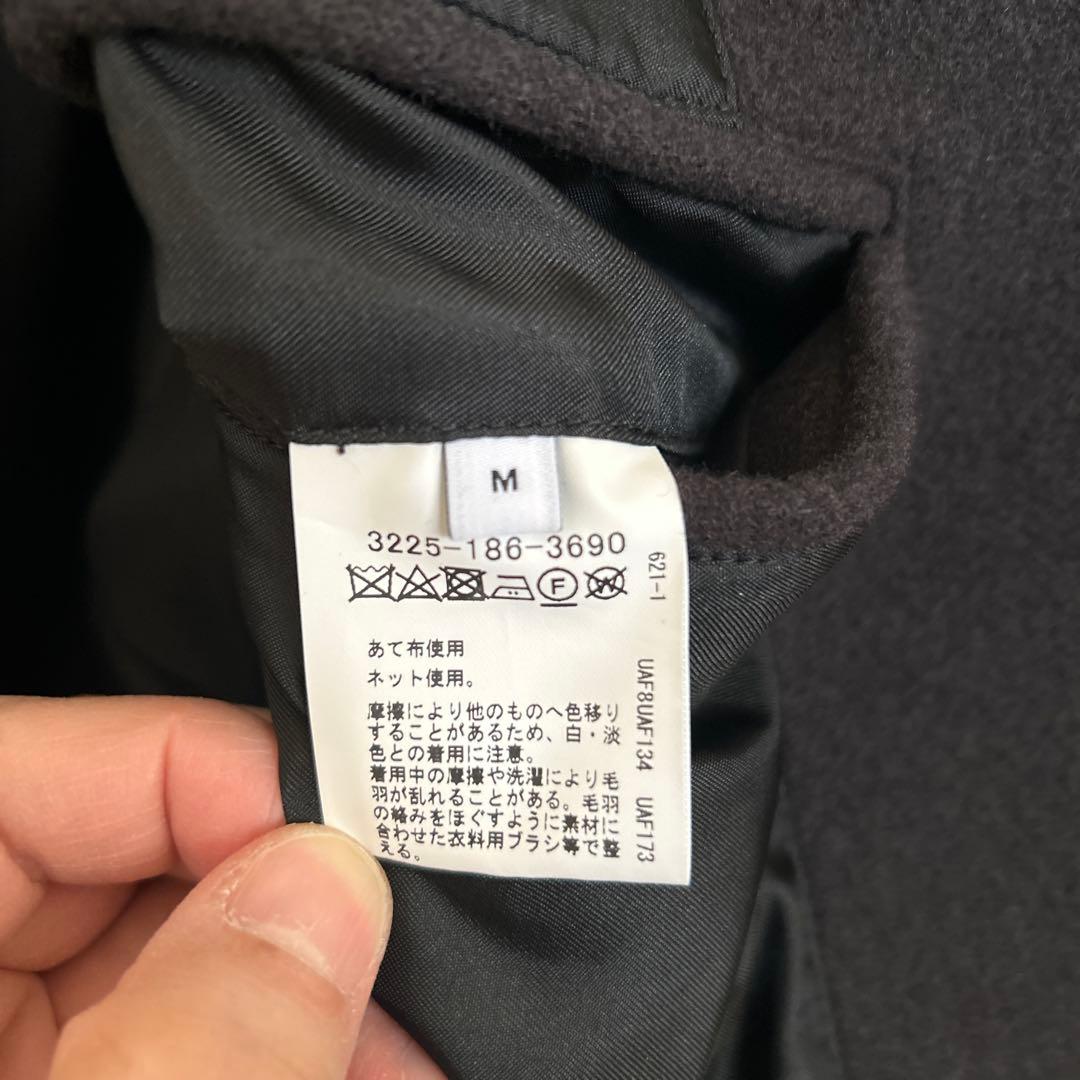 M
3225-186-3690
F W
あて布使用
ネット使用。
摩擦により他のものへ色移り
することがあるため、白・淡
色との着用に注意。
着用中の摩擦や洗濯により毛
羽が乱れることがある。毛羽
の絡みをほぐすように素材に
合わせた衣料用ブラシ等で整
える。
621-1
UAF8UAF134 UAF173